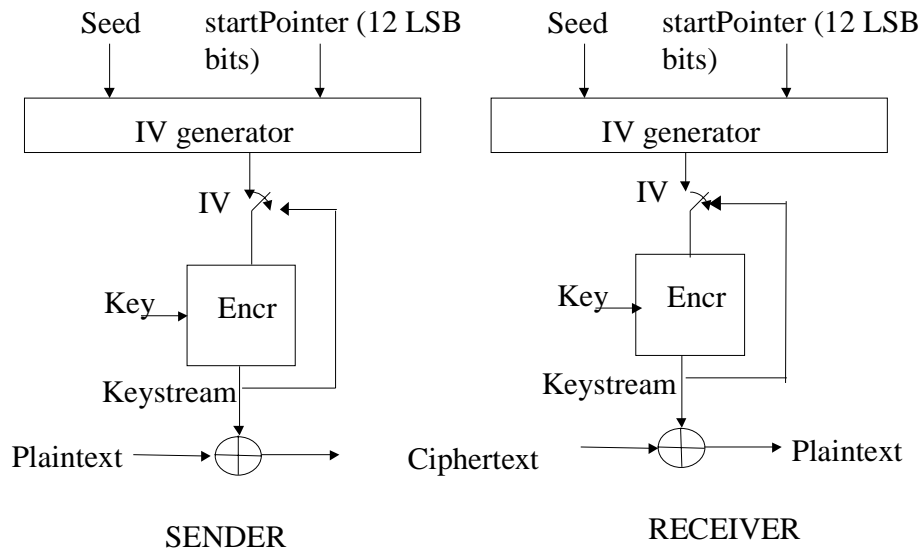 Seed
startPointer (12 LSB
bits)
IV generator
IV
Key
Encr
Keystream
Plaintext
SENDER
Seed
startPointer (12 LSB
bits)
IV generator
IV
Key
Encr
Keystream
Ciphertext
Plaintext
RECEIVER